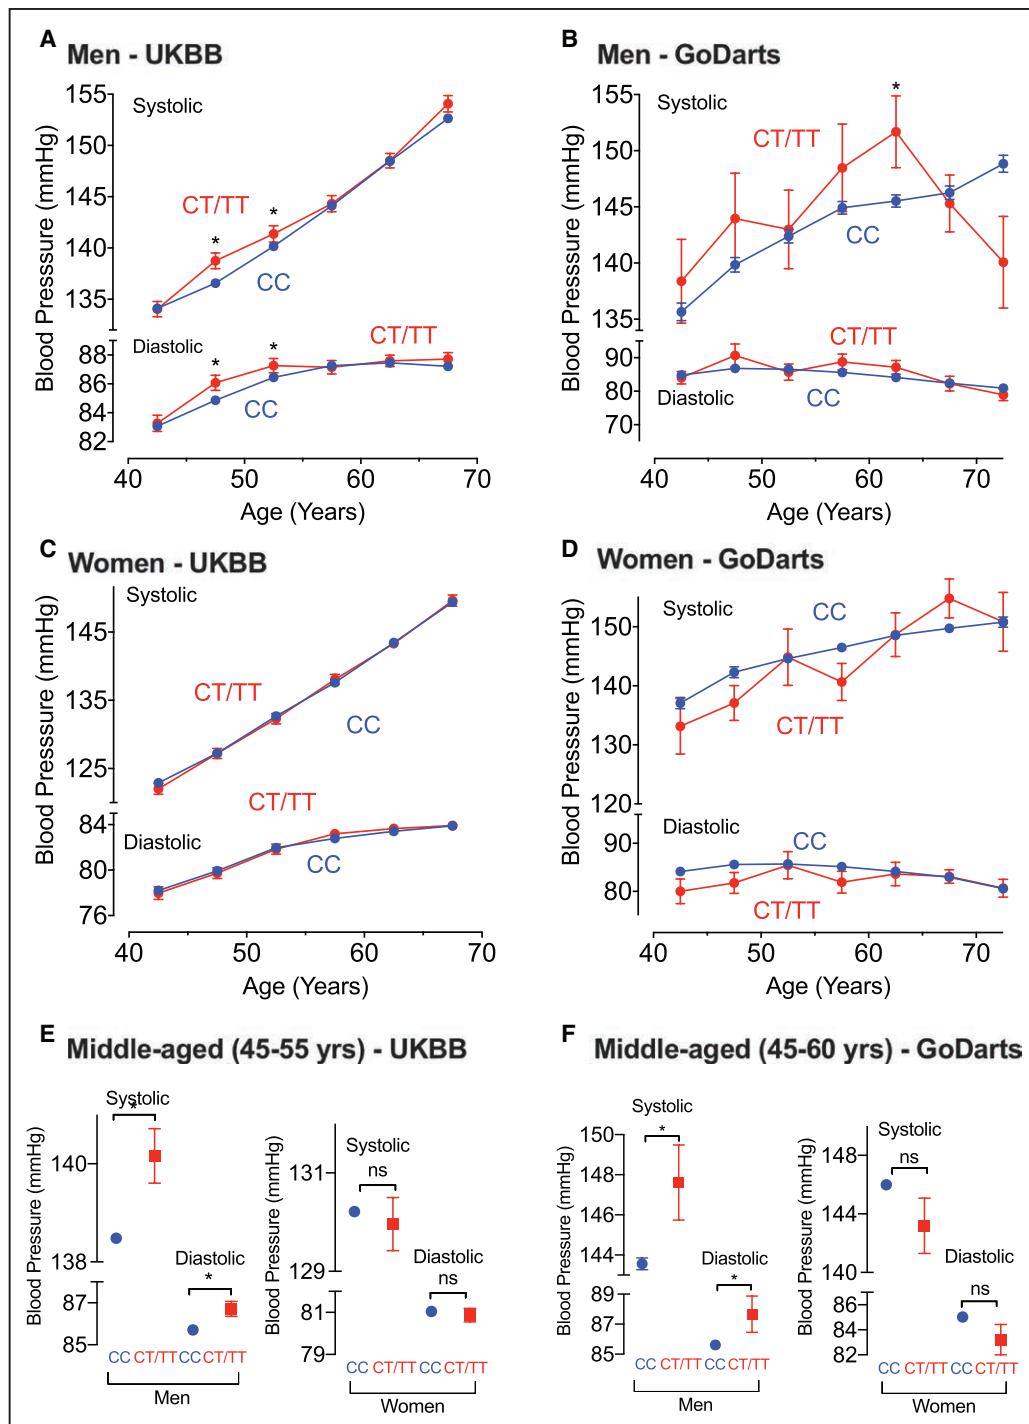 A Men - UKBB
Blood Presssure (mmHg)
155
150
145
140
135
88
86
84
82
Systolic
CT/TT
*
*
CC
Diastolic
CT/TT
*
*
CC
40 50 60 70
Age (Years)
B Men - GoDarts
Blood Presssure (mmHg)
155
150
145
140
135
90
80
70
Systolic
*
CT/TT
CC
CT/TT
Diastolic
CC
40 50 60 70
Age (Years)
C Women - UKBB
Blood Presssure (mmHg)
145
135
125
84
80
76
Systolic
CT/TT
CC
CT/TT
Diastolic
CC
40 50 60 70
Age (Years)
D Women - GoDarts
Blood Presssure (mmHg)
150
140
130
120
90
80
Systolic
CC
CT/TT
Diastolic
CC
CT/TT
40 50 60 70
Age (Years)
E Middle-aged (45-55 yrs) - UKBB
Blood Pressure (mmHg)
140
138
87
85
Systolic
*
Diastolic
*
CC CT/TT CC CT/TT
Men
Blood Pressure (mmHg)
131
129
81
79
Systolic
ns
Diastolic
ns
CC CT/TT CC CT/TT
Women
F Middle-aged (45-60 yrs) - GoDarts
Blood Pressure (mmHg)
150
148
146
144
89
87
85
Systolic
*
Diastolic
*
CC CT/TT CC CT/TT
Men
Blood Pressure (mmHg)
148
144
140
86
84
82
Systolic
ns
Diastolic
ns
CC CT/TT CC CT/TT
Women